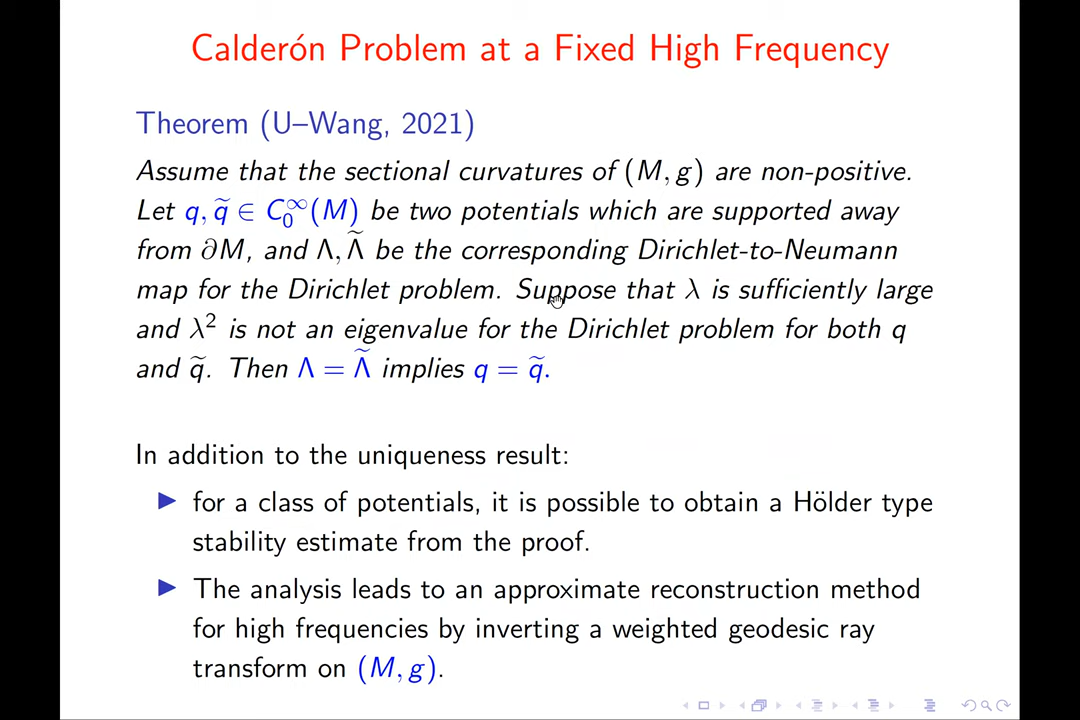 Calderón Problem at a Fixed High Frequency
Theorem (U–Wang, 2021)
Assume that the sectional curvatures of (M, g) are non-positive.
Let q, q̃ ∈ C₀^∞(M) be two potentials which are supported away
from ∂M, and Λ, Λ̃ be the corresponding Dirichlet-to-Neumann
map for the Dirichlet problem. Suppose that λ is sufficiently large
and λ² is not an eigenvalue for the Dirichlet problem for both q
and q̃. Then Λ = Λ̃ implies q = q̃.
In addition to the uniqueness result:
▶ for a class of potentials, it is possible to obtain a Hölder type
stability estimate from the proof.
▶ The analysis leads to an approximate reconstruction method
for high frequencies by inverting a weighted geodesic ray
transform on (M, g).